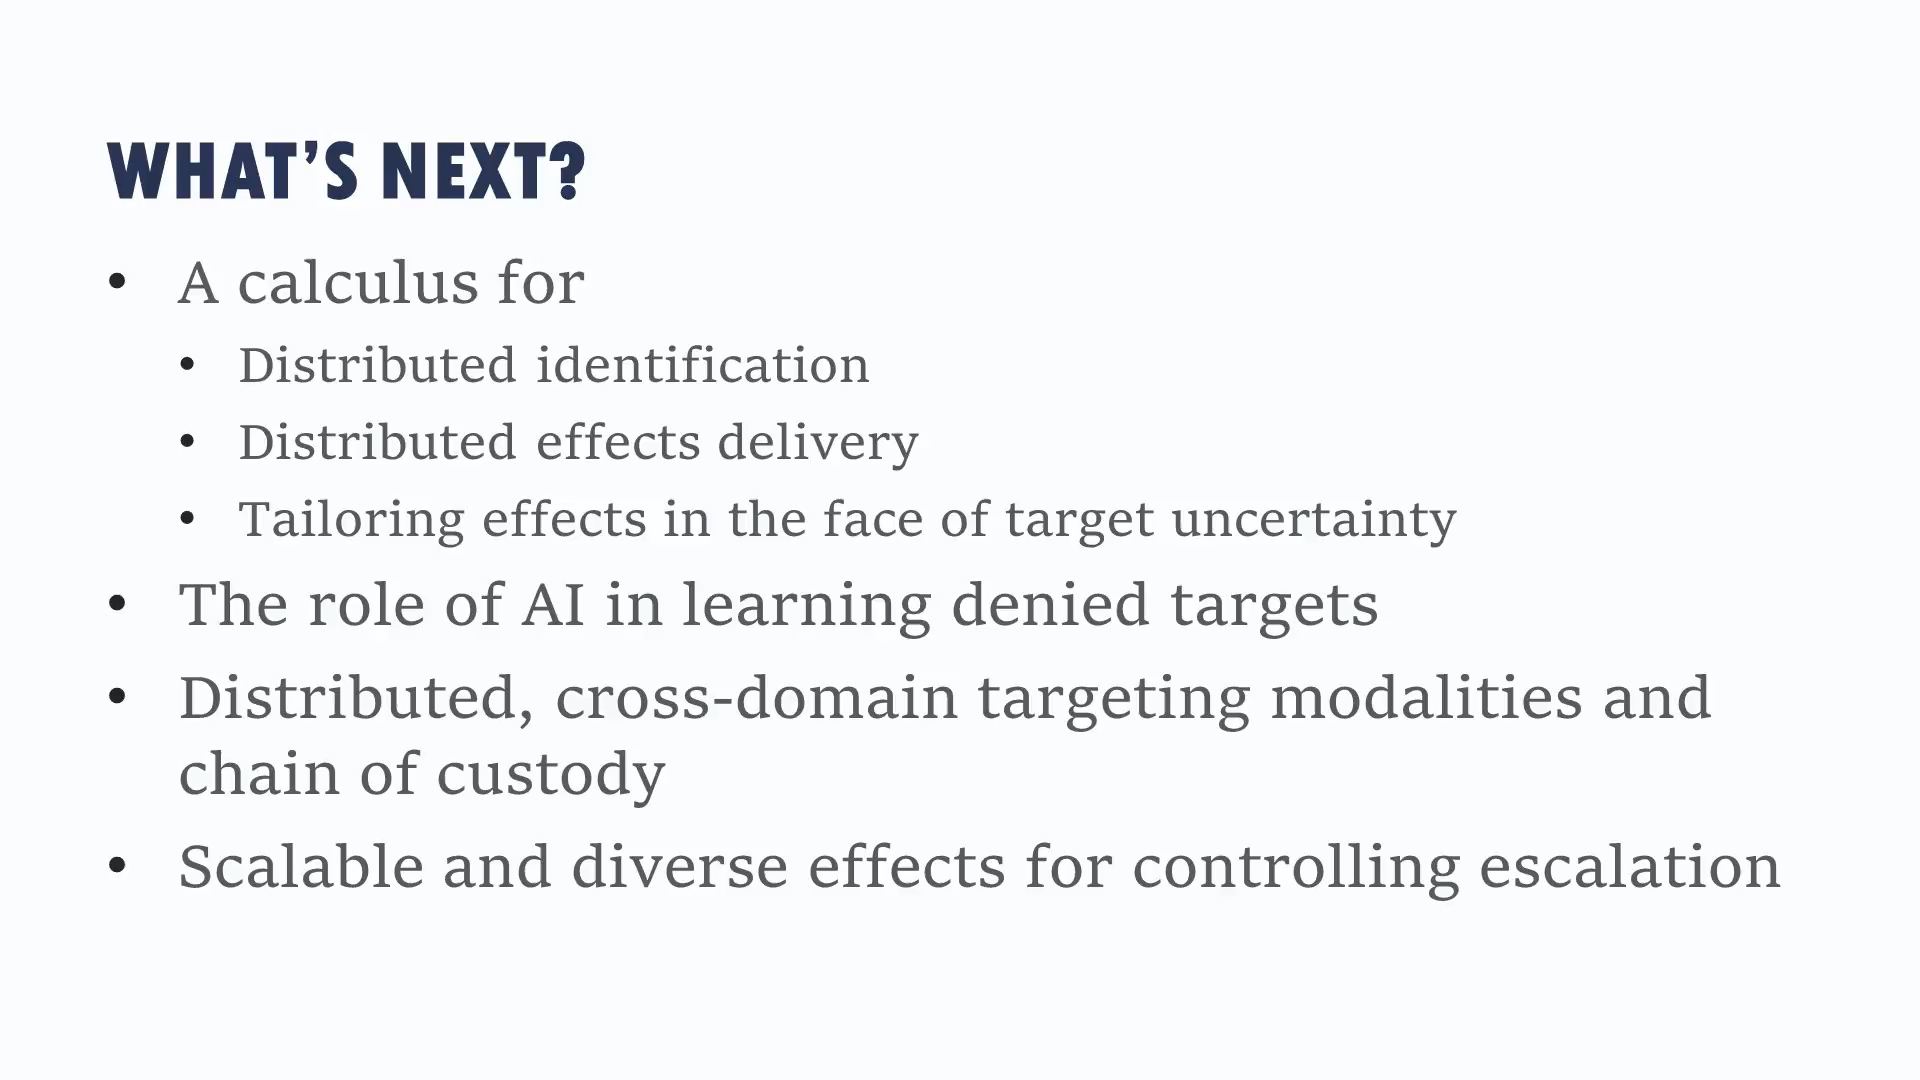 WHAT’S NEXT?
• A calculus for
• Distributed identification
• Distributed effects delivery
• Tailoring effects in the face of target uncertainty
• The role of AI in learning denied targets
• Distributed, cross-domain targeting modalities and
chain of custody
• Scalable and diverse effects for controlling escalation